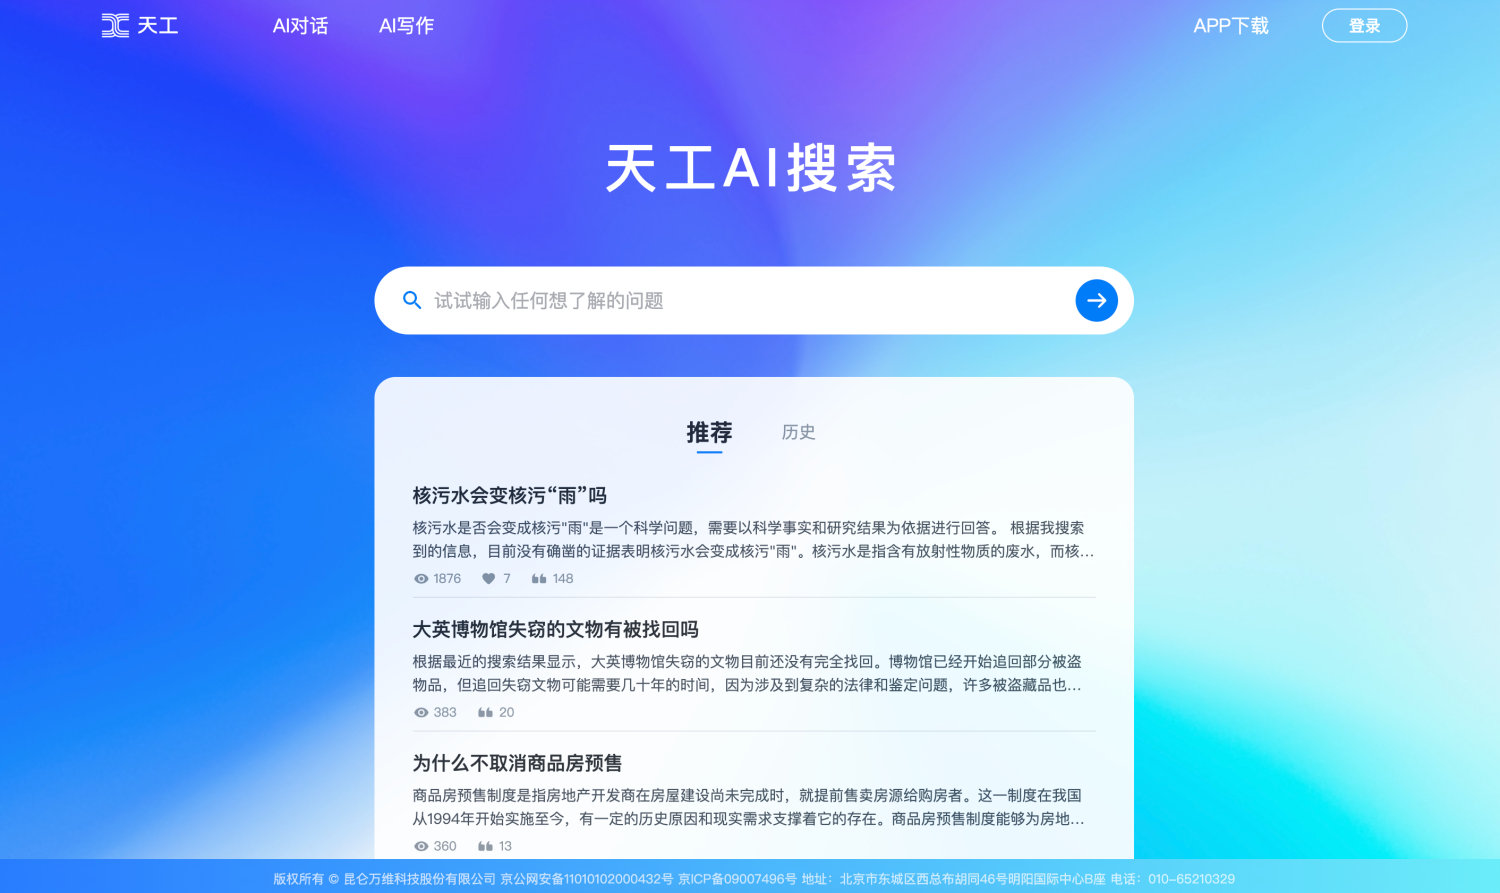 天工
AI对话
AI写作
APP下载
登录
天工AI搜索
试试输入任何想了解的问题
推荐
历史
核污水会变核污“雨”吗
核污水是否会变成核污"雨"是一个科学问题，需要以科学事实和研究结果为依据进行回答。 根据我搜索
到的信息，目前没有确凿的证据表明核污水会变成核污"雨"。核污水是指含有放射性物质的废水，而核...
1876 7 148
大英博物馆失窃的文物有被找回吗
根据最近的搜索结果显示，大英博物馆失窃的文物目前还没有完全找回。博物馆已经开始追回部分被盗
物品，但追回失窃文物可能需要几十年的时间，因为涉及到复杂的法律和鉴定问题，许多被盗藏品也...
383 20
为什么不取消商品房预售
商品房预售制度是指房地产开发商在房屋建设尚未完成时，就提前售卖房源给购房者。这一制度在我国
从1994年开始实施至今，有一定的历史原因和现实需求支撑着它的存在。商品房预售制度能够为房地...
360 13
版权所有 © 昆仑万维科技股份有限公司 京公网安备11010102000432号 京ICP备09007496号 地址：北京市东城区西总布胡同46号明阳国际中心B座 电话：010-65210329